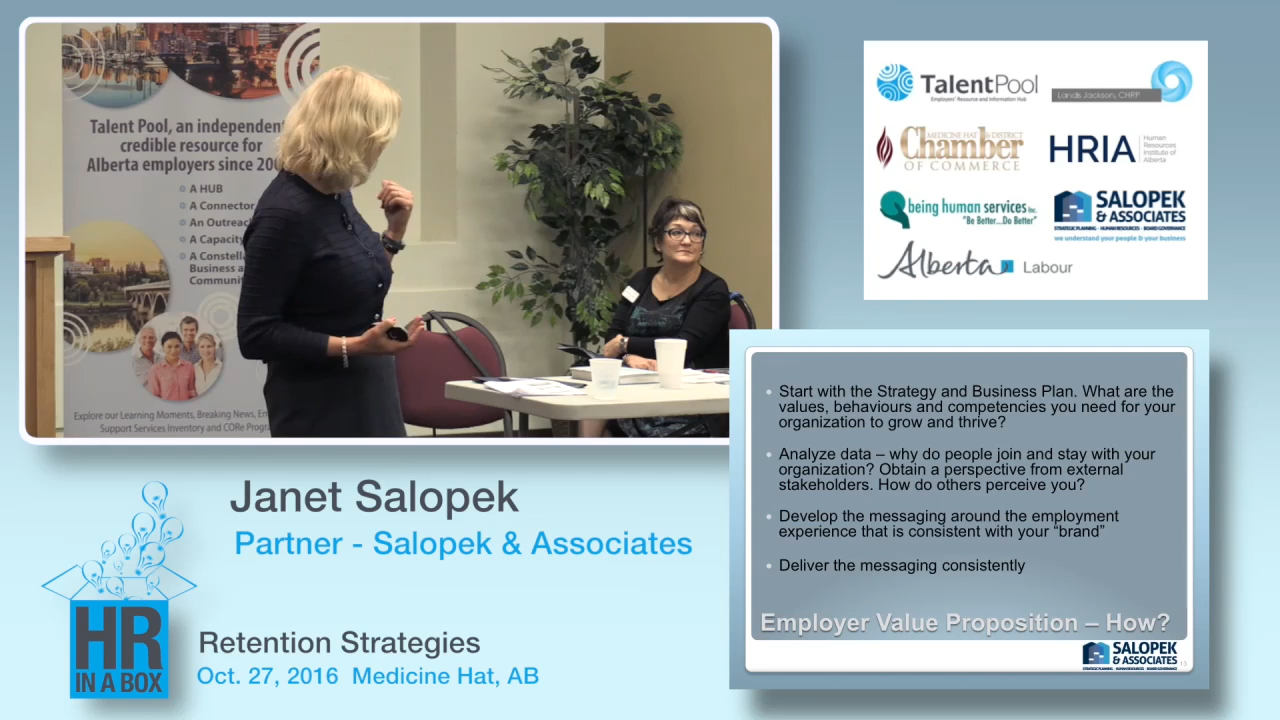 Talent Pool, an independent
credible resource for
Alberta employers since
A HUB
A Connector
An
A Capacity
A
Business
Explore our Learning Moments, Breaking News,
Support Services Inventory and CORe
TalentPool
Employers' Resource and Information Hub
Landis Jackson, CHRP
MEDICINE HAT & DISTRICT
Chamber
OF COMMERCE
HRIA
Human
Resources
Institute of
Alberta
being human services Inc.
"Be Better...Do Better"
SALOPEK
& ASSOCIATES
STRATEGIC PLANNING - HUMAN RESOURCES - BOARD GOVERNANCE
we understand your people & your business
Alberta Labour
Start with the Strategy and Business Plan. What are the
values, behaviours and competencies you need for your
organization to grow and thrive?
Analyze data – why do people join and stay with your
organization? Obtain a perspective from external
stakeholders. How do others perceive you?
Develop the messaging around the employment
experience that is consistent with your “brand”
Deliver the messaging consistently
Employer Value Proposition – How?
SALOPEK
& ASSOCIATES
STRATEGIC PLANNING - HUMAN RESOURCES - BOARD GOVERNANCE
13
Janet Salopek
Partner - Salopek & Associates
HR
IN A BOX
Retention Strategies
Oct. 27, 2016 Medicine Hat, AB